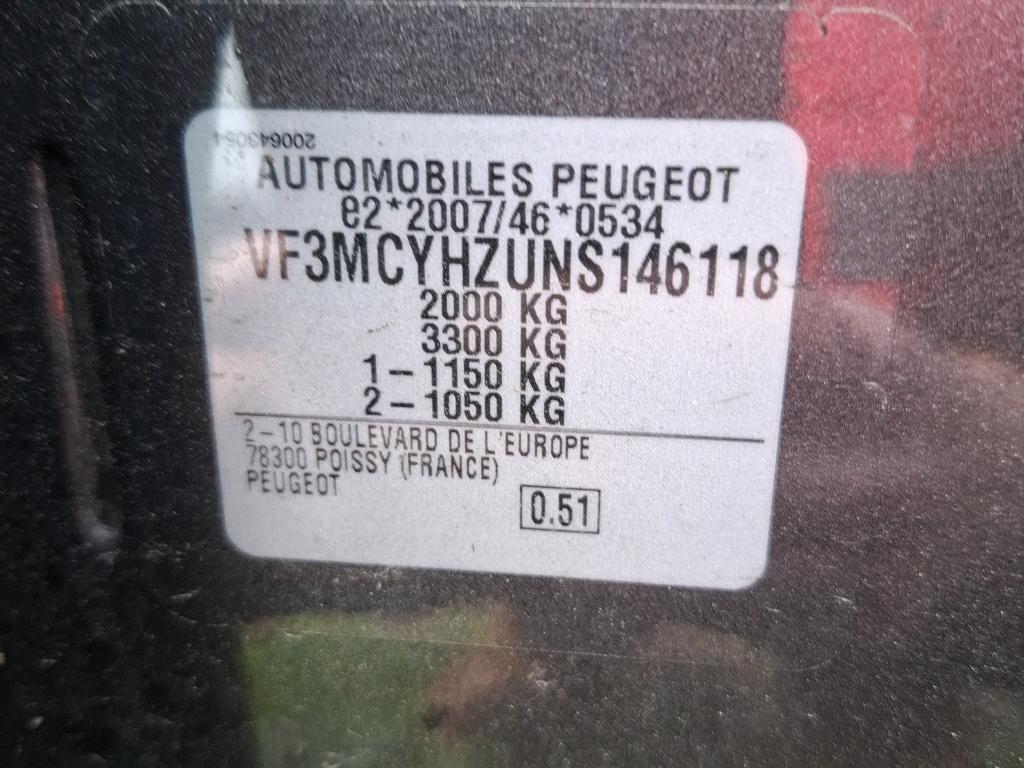 200643054
AUTOMOBILES PEUGEOT
e2*2007/46*0534
VF3MCYHZUNS146118
2000 KG
3300 KG
1-1150 KG
2-1050 KG
2-10 BOULEVARD DE L'EUROPE
78300 POISSY (FRANCE)
PEUGEOT
0.51